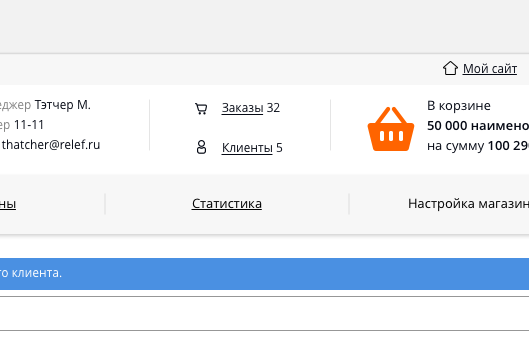 Мой сайт
еджер Тэтчер М.
ер 11-11
thatcher@relef.ru
Заказы 32
Клиенты 5
В корзине
50 000 наимено
на сумму 100 29
ны
Статистика
Настройка магазин
го клиента.